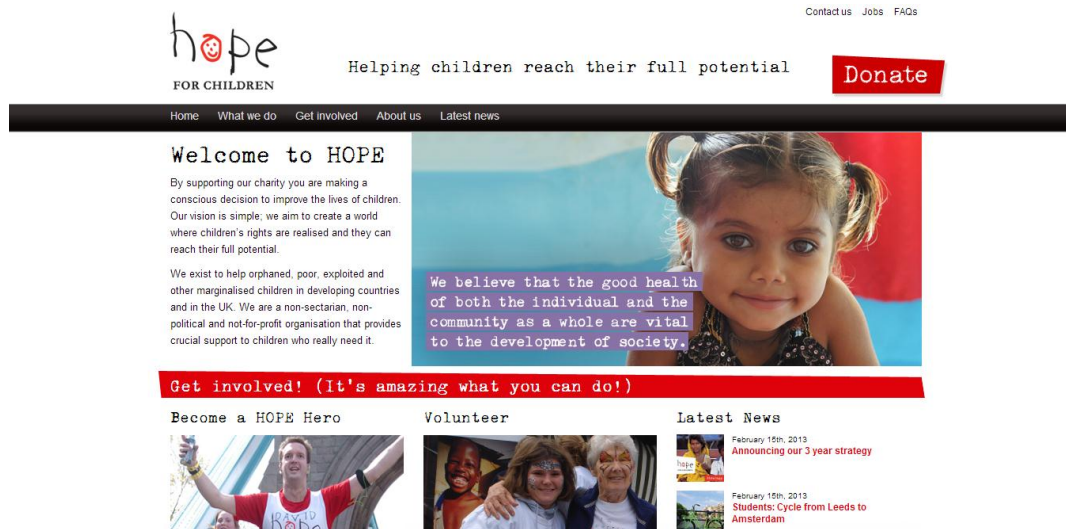 Contact us Jobs FAQs
hope
FOR CHILDREN
Helping children reach their full potential
Donate
Home What we do Get involved About us Latest news
Welcome to HOPE
By supporting our charity you are making a
conscious decision to improve the lives of children.
Our vision is simple; we aim to create a world
where children's rights are realised and they can
reach their full potential.
We exist to help orphaned, poor, exploited and
other marginalised children in developing countries
and in the UK. We are a non-sectarian, non-
political and not-for-profit organisation that provides
crucial support to children who really need it.
We believe that the good health
of both the individual and the
community as a whole are vital
to the development of society.
Get involved! (It's amazing what you can do!)
Become a HOPE Hero
Volunteer
Latest News
DAVID
hope
hope
February 15th, 2013
Announcing our 3 year strategy
February 15th, 2013
Students: Cycle from Leeds to
Amsterdam